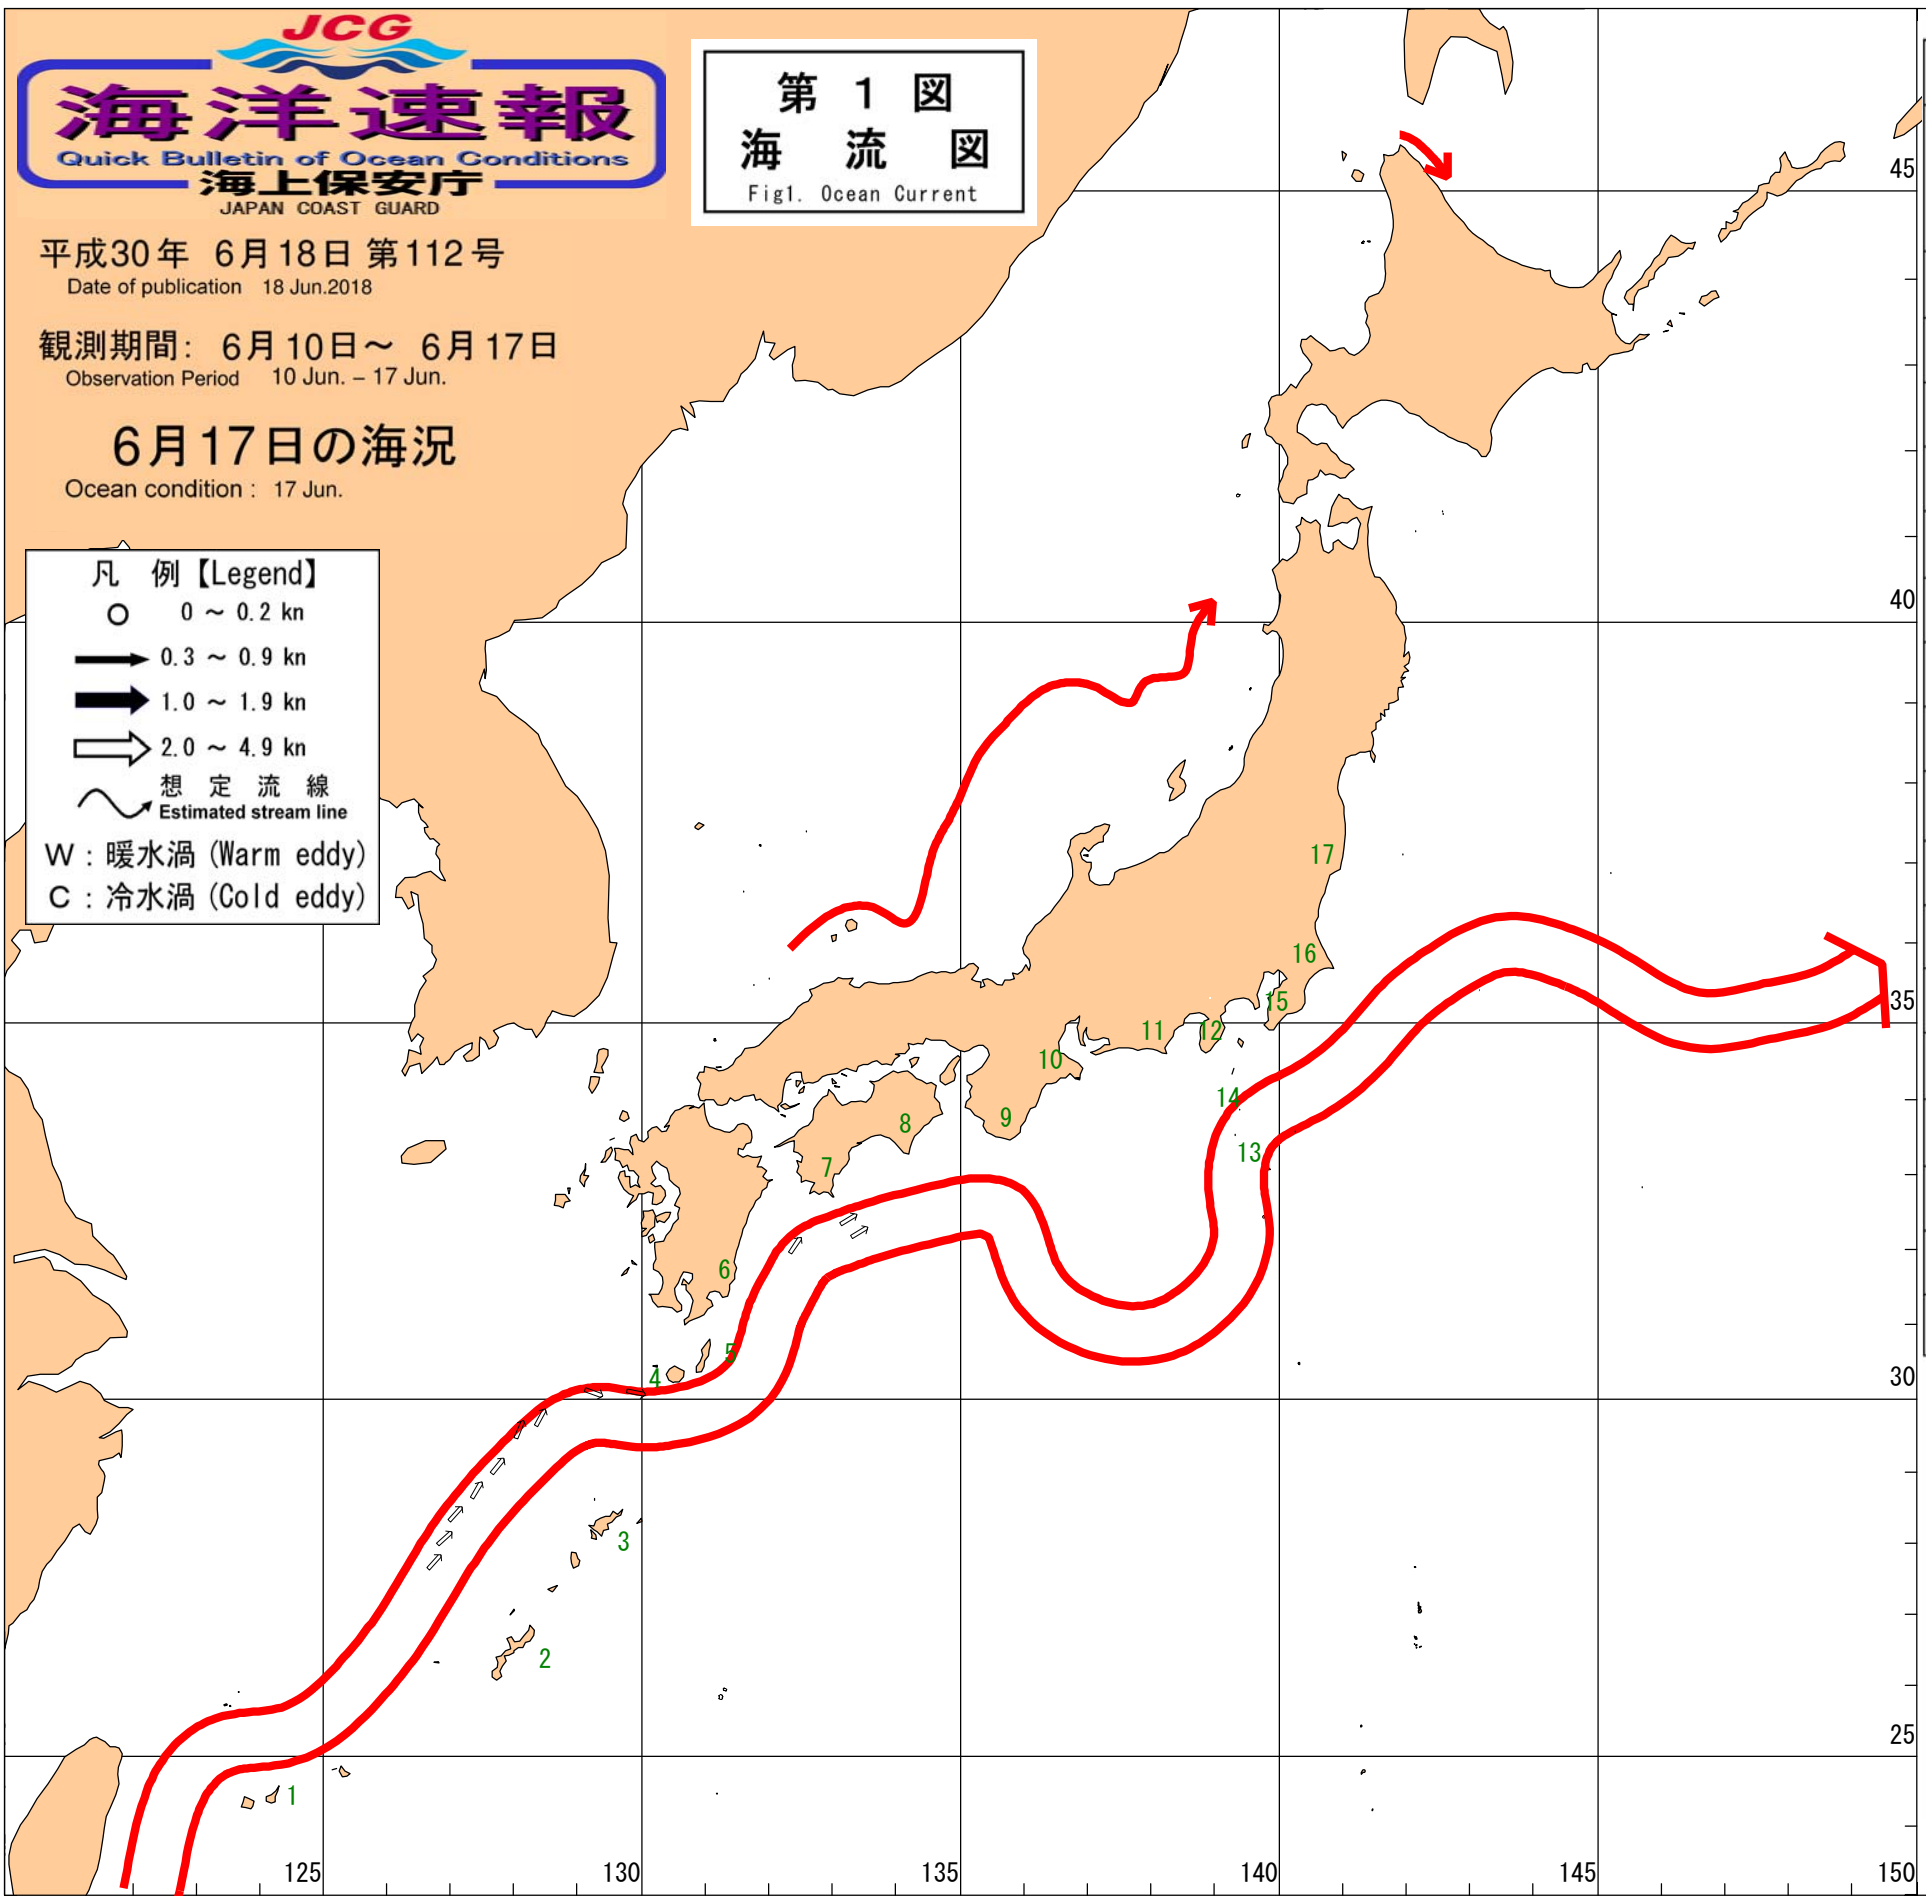 JCG
海洋速報
Quick Bulletin of Ocean Conditions
海上保安庁
JAPAN COAST GUARD
平成30年 6月18日 第112号
Date of publication 18 Jun.2018
観測期間: 6月10日～ 6月17日
Observation Period 10 Jun. – 17 Jun.
6月17日の海況
Ocean condition : 17 Jun.
第 1 図
海 流 図
Fig1. Ocean Current
凡 例【Legend】
0 ～ 0.2 kn
0.3 ～ 0.9 kn
1.0 ～ 1.9 kn
2.0 ～ 4.9 kn
想 定 流 線
Estimated stream line
W : 暖水渦 (Warm eddy)
C : 冷水渦 (Cold eddy)
45
40
17
16
15
35
11
12
10
14
9
8
13
7
6
5
4
30
3
2
25
1
125
130
135
140
145
150